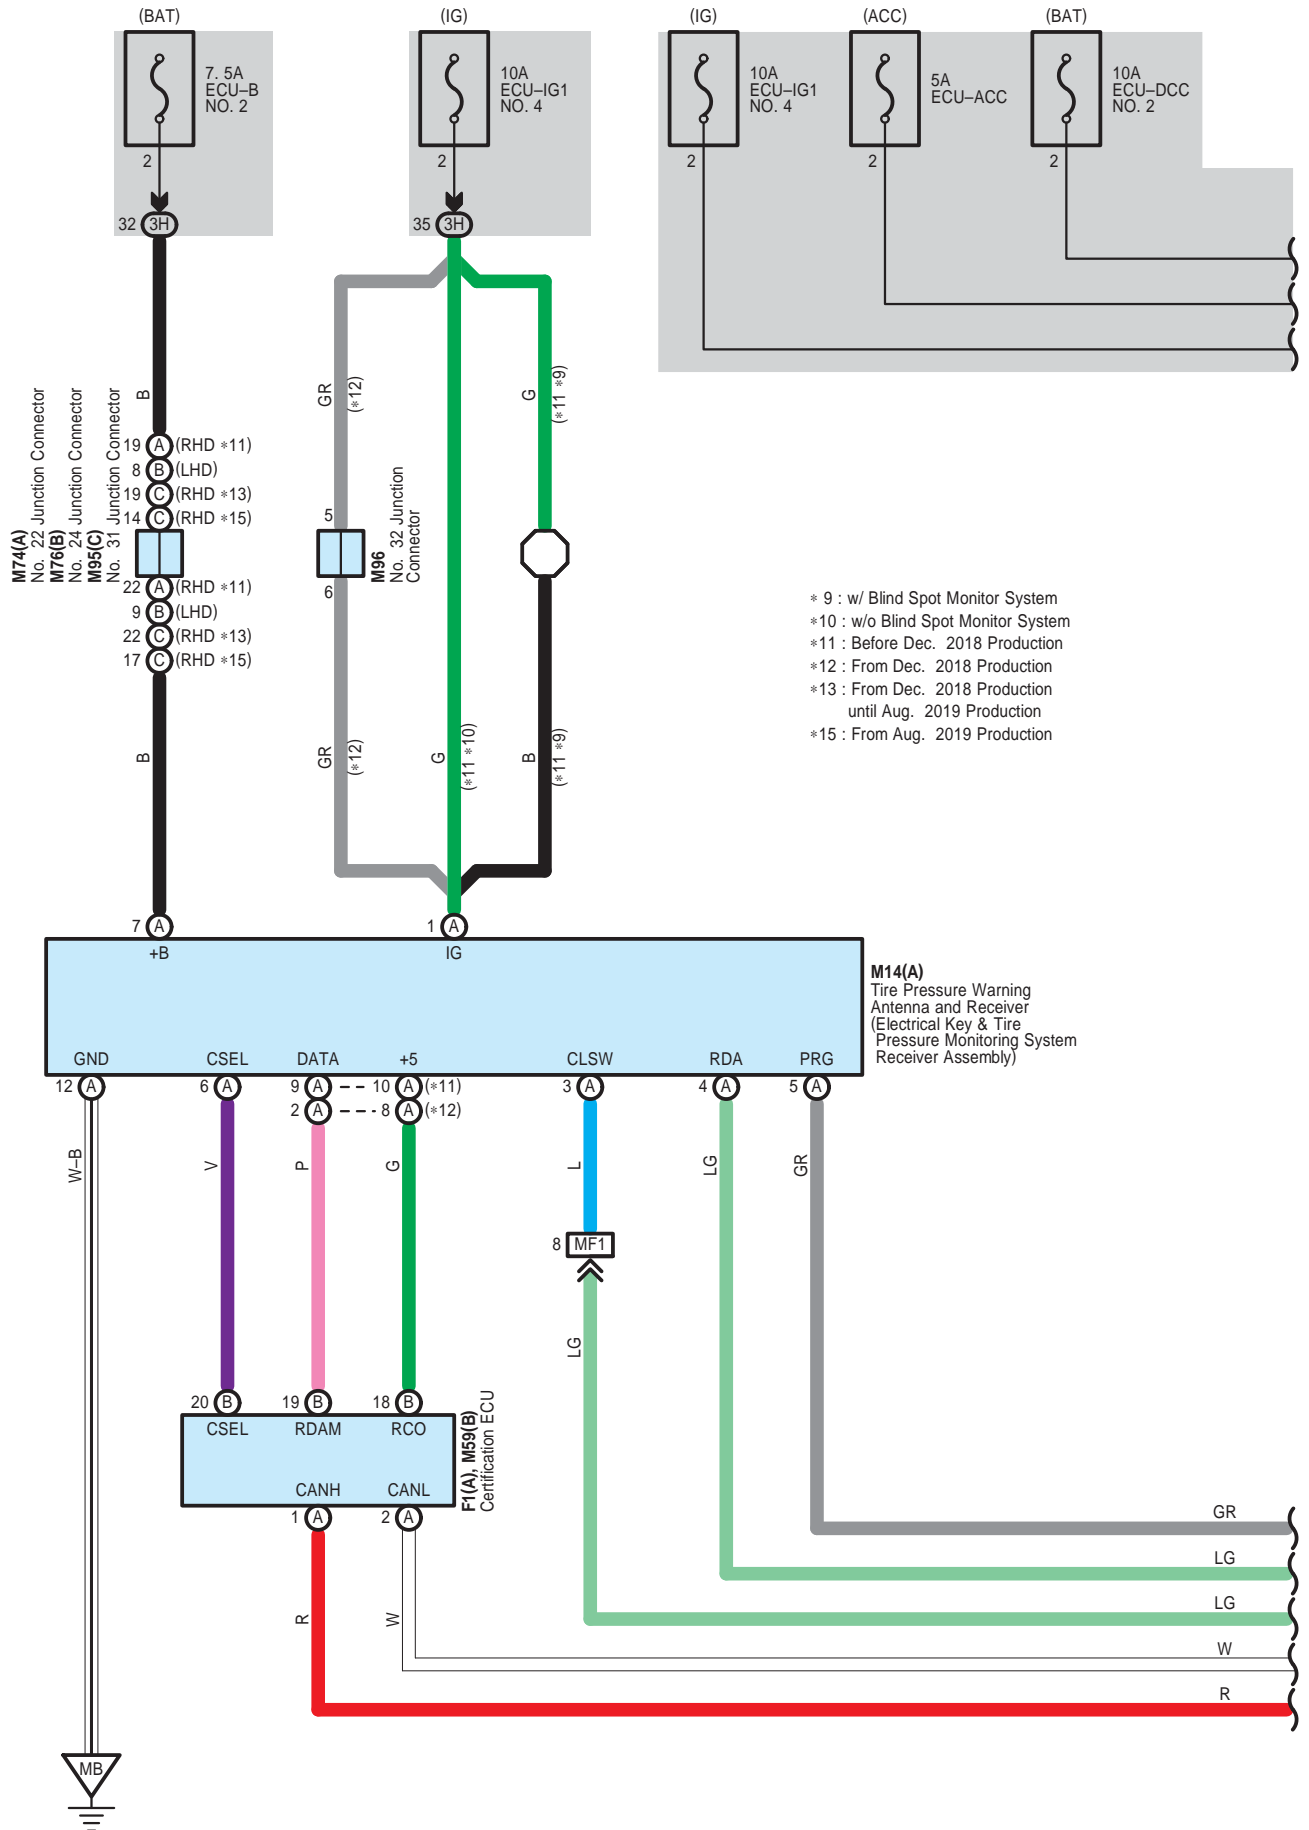 (BAT)
(IG)
(IG)
(ACC)
(BAT)
7. 5A
ECU–B
NO. 2
10A
ECU–IG1
NO. 4
10A
ECU–IG1
NO. 4
5A
ECU–ACC
10A
ECU–DCC
NO. 2
2
2
2
2
2
32 3H
35 3H
B
GR
(*12)
G
(*11 *9)
19 A (RHD *11)
8 B (LHD)
19 C (RHD *13)
14 C (RHD *15)
M74(A)
No. 22 Junction Connector
M76(B)
No. 24 Junction Connector
M95(C)
No. 31 Junction Connector
22 A (RHD *11)
9 B (LHD)
22 C (RHD *13)
17 C (RHD *15)
5
6
M96
No. 32 Junction
Connector
* 9 : w/ Blind Spot Monitor System
*10 : w/o Blind Spot Monitor System
*11 : Before Dec. 2018 Production
*12 : From Dec. 2018 Production
*13 : From Dec. 2018 Production
until Aug. 2019 Production
*15 : From Aug. 2019 Production
B
GR
(*12)
G
(*11 *10)
B
(*11 *9)
7 A
1 A
+B
IG
M14(A)
Tire Pressure Warning
Antenna and Receiver
(Electrical Key & Tire
Pressure Monitoring System
Receiver Assembly)
GND
CSEL
DATA
+5
CLSW
RDA
PRG
12 A
6 A
9 A
10 A (*11)
2 A
8 A (*12)
3 A
4 A
5 A
W–B
V
P
G
L
LG
GR
8 MF1
LG
20 B
19 B
18 B
CSEL
RDAM
RCO
CANH
CANL
F1(A), M59(B)
Certification ECU
1 A
2 A
R
W
GR
LG
LG
W
R
MB